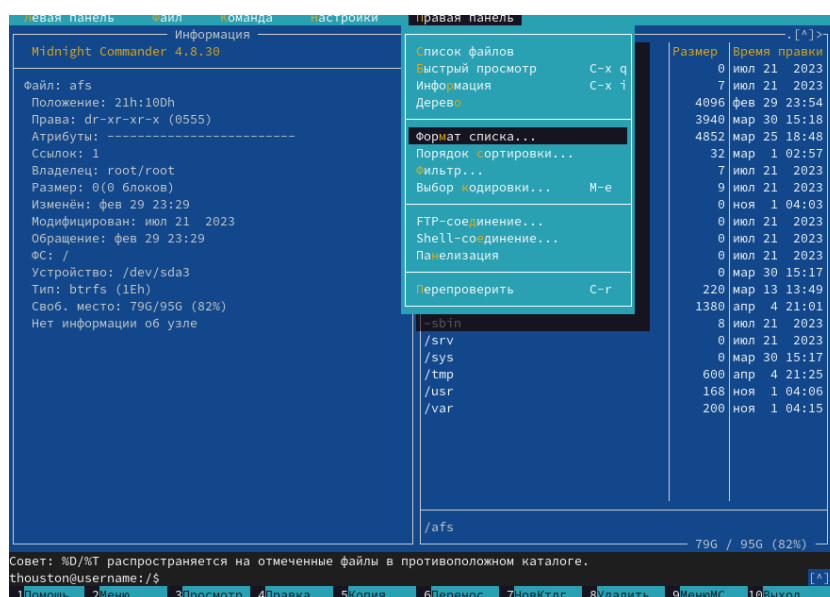 Левая панель Файл Команда Настройки Правая панель
Информация
Midnight Commander 4.8.30
Файл: afs
Положение: 21h:10Dh
Права: dr-xr-xr-x (0555)
Атрибуты: ------------------------
Ссылок: 1
Владелец: root/root
Размер: 0(0 блоков)
Изменён: фев 29 23:29
Модифицирован: июл 21 2023
Обращение: фев 29 23:29
ФС: /
Устройство: /dev/sda3
Тип: btrfs (1Eh)
Своб. место: 79G/95G (82%)
Нет информации об узле
Список файлов
Быстрый просмотр C-x q
Информация C-x i
Дерево
Формат списка...
Порядок сортировки...
Фильтр...
Выбор кодировки... M-e
FTP-соединение...
Shell-соединение...
Панелизация
Перепроверить C-r
.[^]>
Размер Время правки
0 июл 21 2023
7 июл 21 2023
4096 фев 29 23:54
3940 мар 30 15:18
4852 мар 25 18:48
32 мар 1 02:57
7 июл 21 2023
9 июл 21 2023
0 ноя 1 04:03
0 июл 21 2023
0 июл 21 2023
0 июл 21 2023
0 мар 30 15:17
220 мар 13 13:49
1380 апр 4 21:01
~sbin 8 июл 21 2023
/srv 0 июл 21 2023
/sys 0 мар 30 15:17
/tmp 600 апр 4 21:25
/usr 168 ноя 1 04:06
/var 200 ноя 1 04:15
/afs
79G / 95G (82%)
Совет: %D/%T распространяется на отмеченные файлы в противоположном каталоге.
thouston@username:/$ [^]
1Помощь 2Меню 3Просмотр 4Правка 5Копия 6Перенос 7НовКтлг 8Удалить 9МенюMC 10Выход